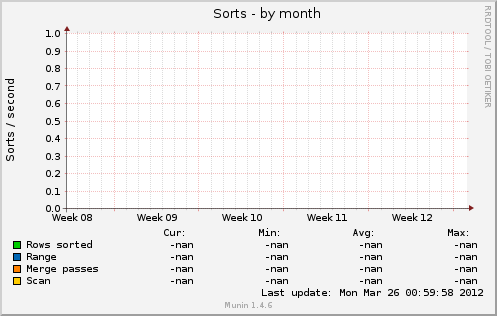 Sorts - by month
RRDTOOL / TOBI OETIKER
Sorts / second
1.0
0.9
0.8
0.7
0.6
0.5
0.4
0.3
0.2
0.1
0.0
Week 08 Week 09 Week 10 Week 11 Week 12
Cur: Min: Avg: Max:
Rows sorted -nan -nan -nan -nan
Range -nan -nan -nan -nan
Merge passes -nan -nan -nan -nan
Scan -nan -nan -nan -nan
Last update: Mon Mar 26 00:59:58 2012
Munin 1.4.6